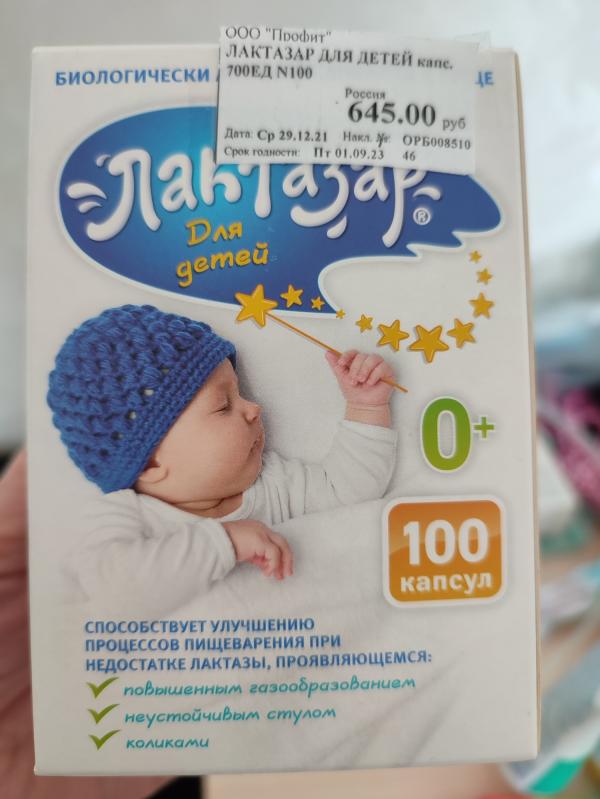 ООО "Профит"
ЛАКТАЗАР ДЛЯ ДЕТЕЙ капс.
700ЕД N100
Россия
645.00 руб
Дата: Ср 29.12.21 Накл. №: ОРБ008510
Срок годности: Пт 01.09.23 46
БИОЛОГИЧЕСКИ
Лактазар®
Для
детей
0+
100
капсул
СПОСОБСТВУЕТ УЛУЧШЕНИЮ
ПРОЦЕССОВ ПИЩЕВАРЕНИЯ ПРИ
НЕДОСТАТКЕ ЛАКТАЗЫ, ПРОЯВЛЯЮЩЕМСЯ:
повышенным газообразованием
неустойчивым стулом
коликами